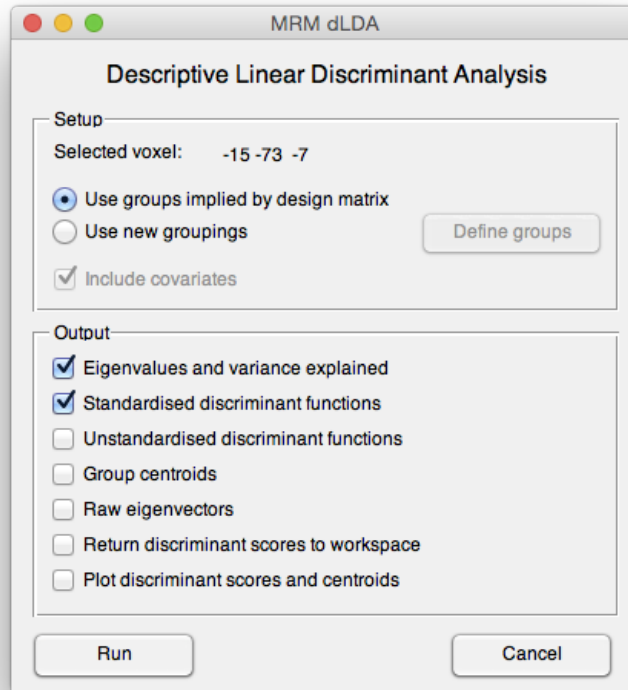 MRM dLDA
Descriptive Linear Discriminant Analysis
Setup
Selected voxel: -15 -73 -7
Use groups implied by design matrix
Use new groupings
Define groups
Include covariates
Output
Eigenvalues and variance explained
Standardised discriminant functions
Unstandardised discriminant functions
Group centroids
Raw eigenvectors
Return discriminant scores to workspace
Plot discriminant scores and centroids
Run
Cancel